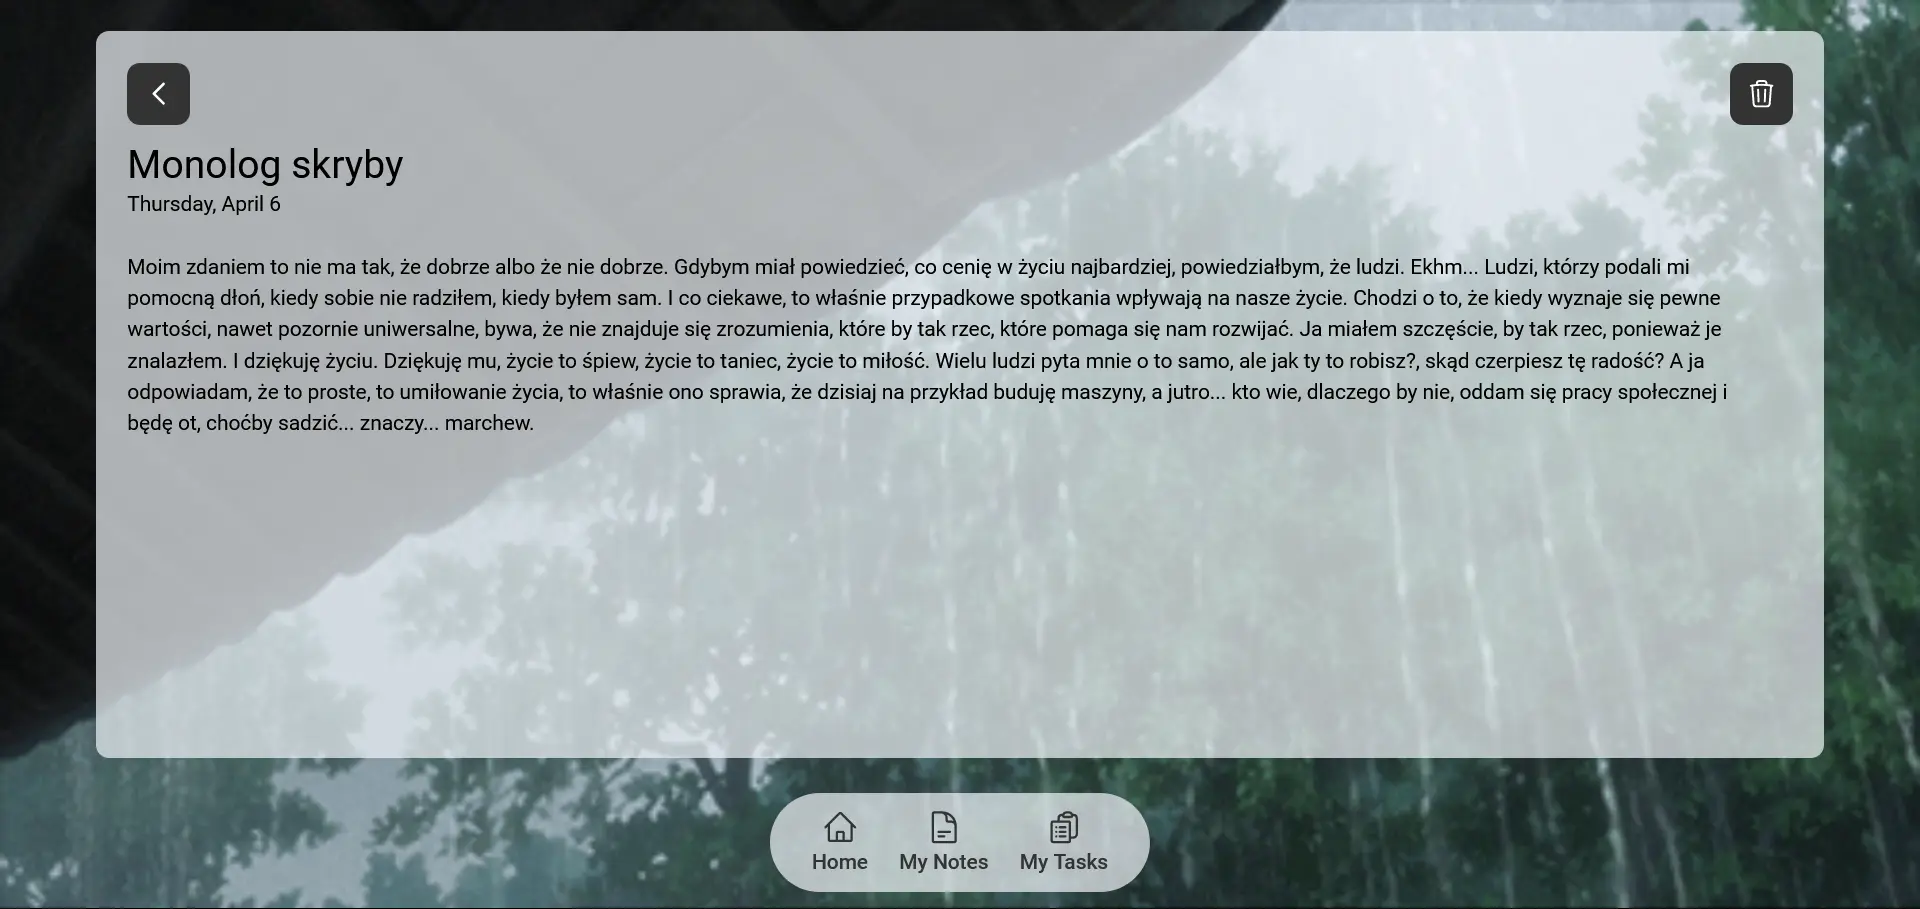 Monolog skryby
Thursday, April 6
Moim zdaniem to nie ma tak, że dobrze albo że nie dobrze. Gdybym miał powiedzieć, co cenię w życiu najbardziej, powiedziałbym, że ludzi. Ekhm... Ludzi, którzy podali mi
pomocną dłoń, kiedy sobie nie radziłem, kiedy byłem sam. I co ciekawe, to właśnie przypadkowe spotkania wpływają na nasze życie. Chodzi o to, że kiedy wyznaje się pewne
wartości, nawet pozornie uniwersalne, bywa, że nie znajduje się zrozumienia, które by tak rzec, które pomaga się nam rozwijać. Ja miałem szczęście, by tak rzec, ponieważ je
znalazłem. I dziękuję życiu. Dziękuję mu, życie to śpiew, życie to taniec, życie to miłość. Wielu ludzi pyta mnie o to samo, ale jak ty to robisz?, skąd czerpiesz tę radość? A ja
odpowiadam, że to proste, to umiłowanie życia, to właśnie ono sprawia, że dzisiaj na przykład buduję maszyny, a jutro... kto wie, dlaczego by nie, oddam się pracy społecznej i
będę ot, choćby sadzić... znaczy... marchew.
Home
My Notes
My Tasks